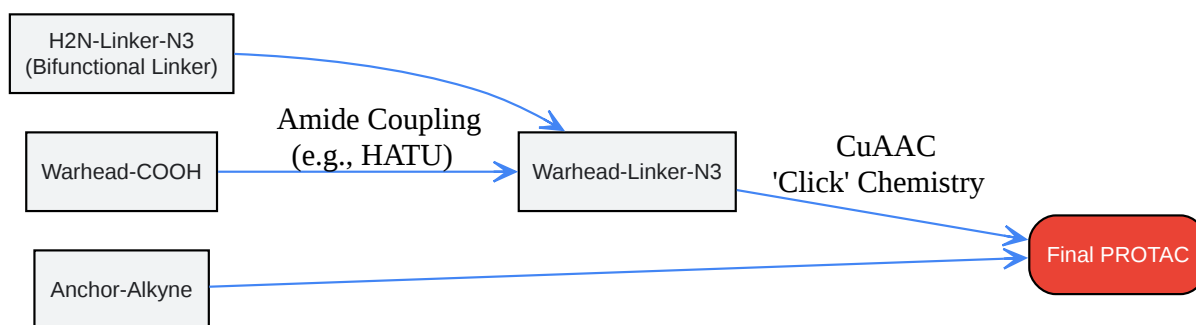 H2N-Linker-N3
(Bifunctional Linker)
Warhead-COOH
Anchor-Alkyne
Amide Coupling
(e.g., HATU)
Warhead-Linker-N3
CuAAC
'Click' Chemistry
Final PROTAC